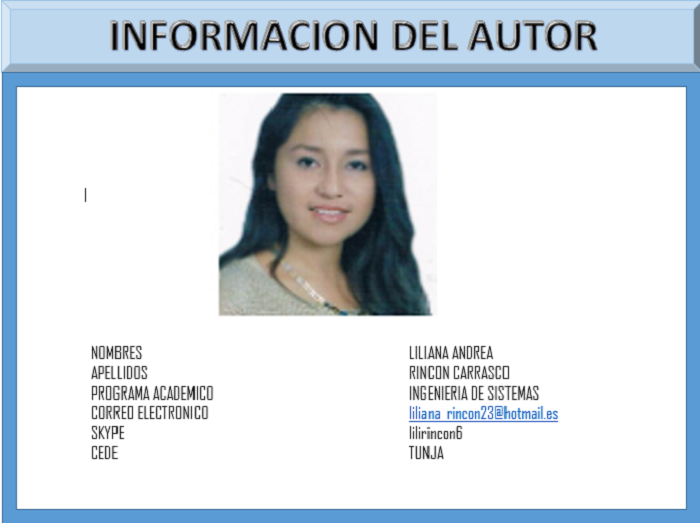 INFORMACION DEL AUTOR
NOMBRES LILIANA ANDREA
APELLIDOS RINCON CARRASCO
PROGRAMA ACADEMICO INGENIERIA DE SISTEMAS
CORREO ELECTRONICO liliana_rincon23@hotmail.es
SKYPE lilirincon6
CEDE TUNJA